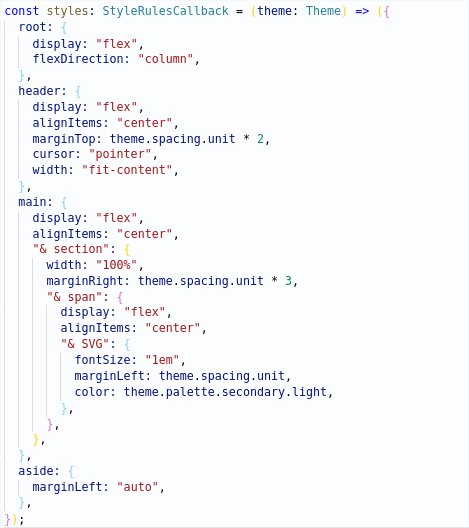 const styles: StyleRulesCallback = (theme: Theme) => ({
  root: {
    display: "flex",
    flexDirection: "column",
  },
  header: {
    display: "flex",
    alignItems: "center",
    marginTop: theme.spacing.unit * 2,
    cursor: "pointer",
    width: "fit-content",
  },
  main: {
    display: "flex",
    alignItems: "center",
    "& section": {
      width: "100%",
      marginRight: theme.spacing.unit * 3,
      "& span": {
        display: "flex",
        alignItems: "center",
        "& SVG": {
          fontSize: "1em",
          marginLeft: theme.spacing.unit,
          color: theme.palette.secondary.light,
        },
      },
    },
  },
  aside: {
    marginLeft: "auto",
  },
});